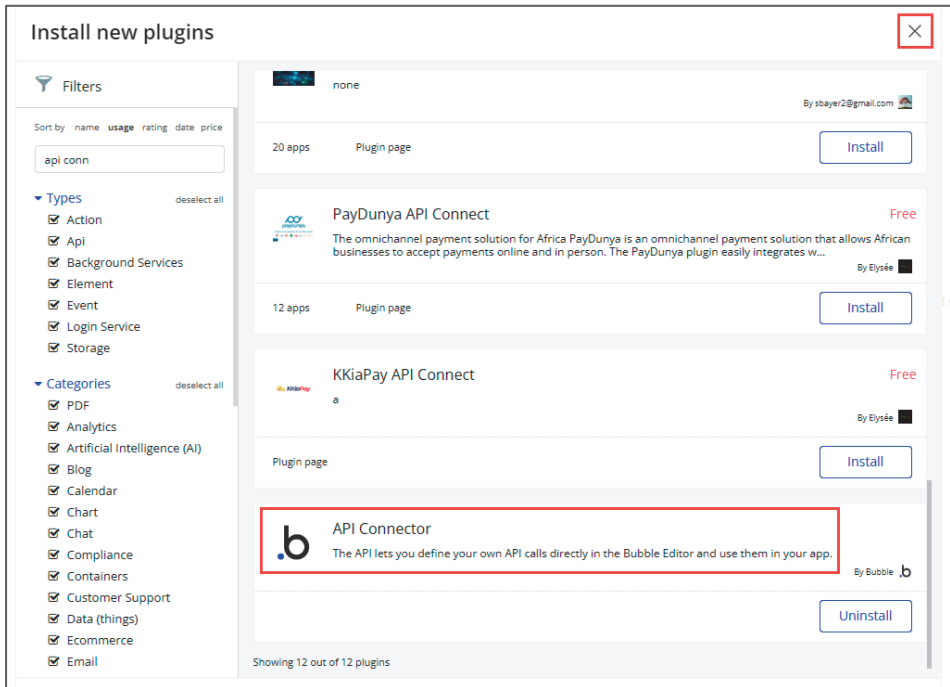 Install new plugins
Filters
Sort by name usage rating date price
api conn
Types deselect all
Action
Api
Background Services
Element
Event
Login Service
Storage
Categories deselect all
PDF
Analytics
Artificial Intelligence (AI)
Blog
Calendar
Chart
Chat
Compliance
Containers
Customer Support
Data (things)
Ecommerce
Email
none
By sbayer2@gmail.com
20 apps Plugin page Install
PayDunya API Connect Free
The omnichannel payment solution for Africa PayDunya is an omnichannel payment solution that allows African
businesses to accept payments online and in person. The PayDunya plugin easily integrates w...
By Elysée
12 apps Plugin page Install
KKiaPay
KKiaPay API Connect Free
a
By Elysée
Plugin page Install
.b
API Connector
The API lets you define your own API calls directly in the Bubble Editor and use them in your app.
By Bubble .b
Uninstall
Showing 12 out of 12 plugins